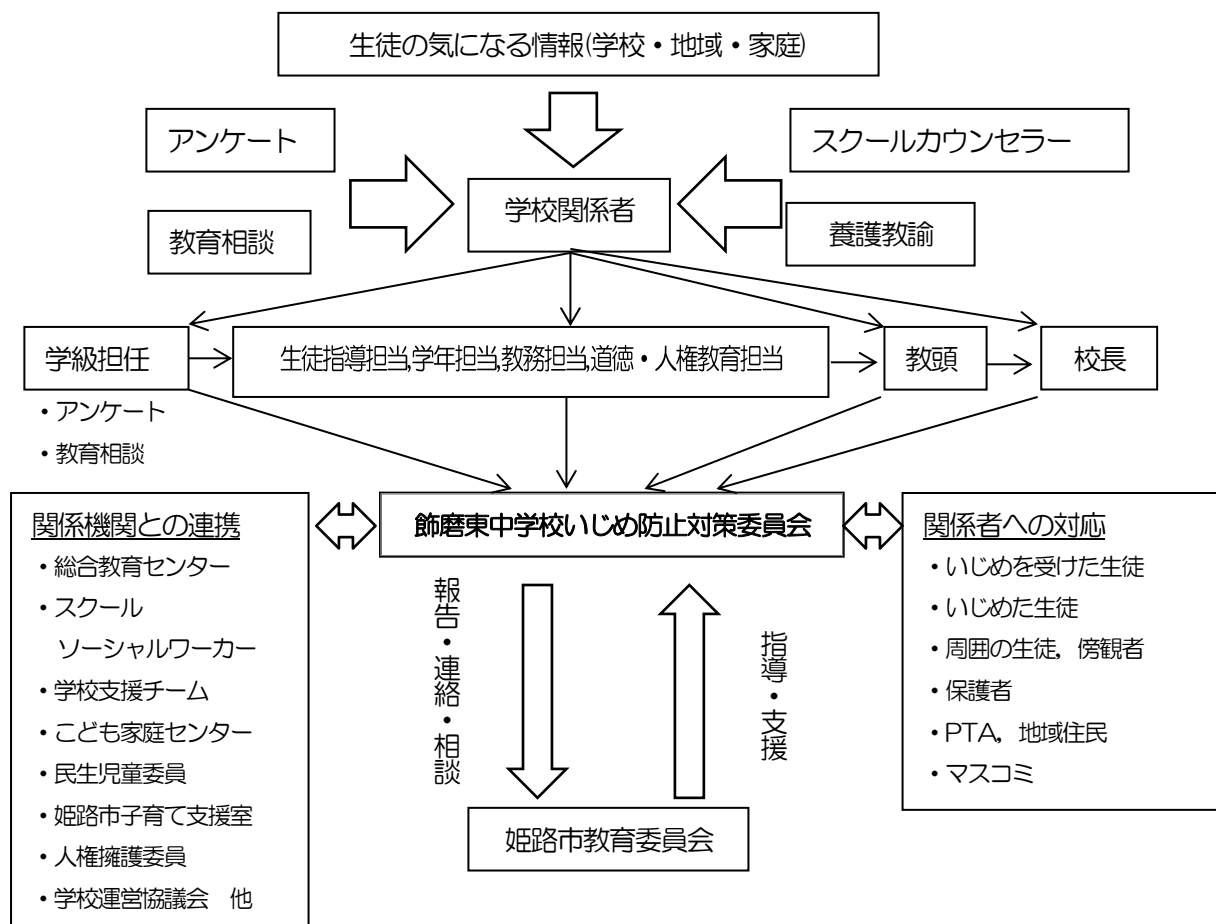 生徒の気になる情報(学校・地域・家庭)
アンケート
スクールカウンセラー
学校関係者
教育相談
養護教諭
学級担任
生徒指導担当,学年担当,教務担当,道徳・人権教育担当
教頭
校長
・アンケート
・教育相談
関係機関との連携
・総合教育センター
・スクール
ソーシャルワーカー
・学校支援チーム
・こども家庭センター
・民生児童委員
・姫路市子育て支援室
・人権擁護委員
・学校運営協議会　他
飾磨東中学校いじめ防止対策委員会
報告・連絡・相談
指導・支援
姫路市教育委員会
関係者への対応
・いじめを受けた生徒
・いじめた生徒
・周囲の生徒，傍観者
・保護者
・PTA，地域住民
・マスコミ